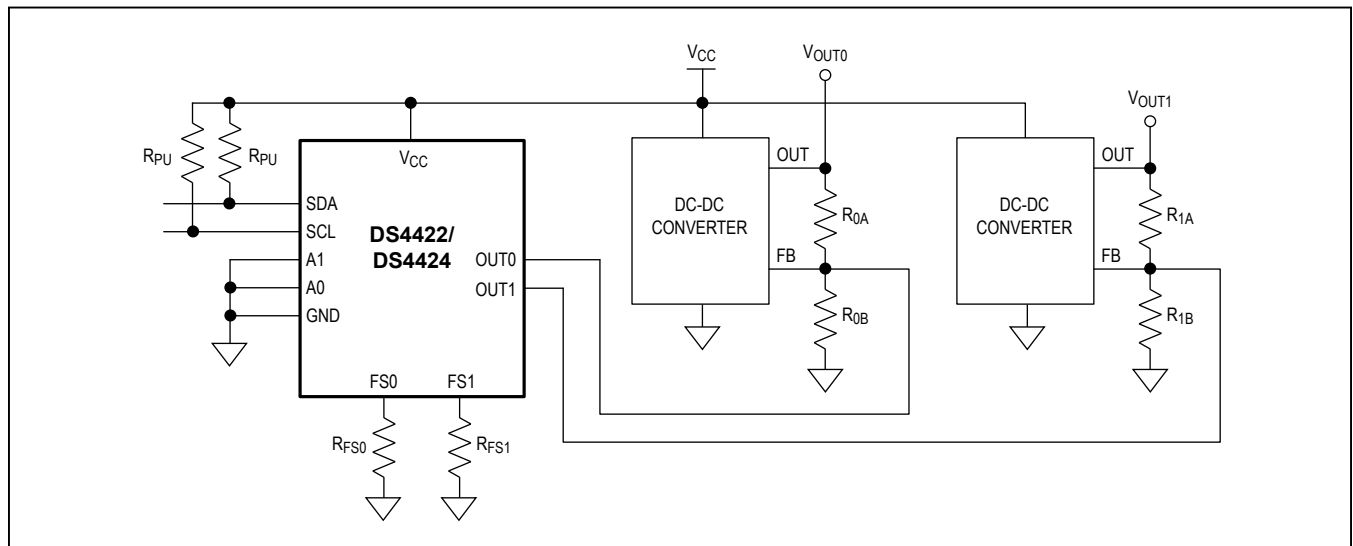 VCC
VOUT0
VOUT1
RPU
RPU
VCC
SDA
SCL
A1
A0
GND
DS4422/
DS4424
OUT0
OUT1
FS0
FS1
RFS0
RFS1
OUT
DC-DC
CONVERTER
FB
R0A
R0B
OUT
DC-DC
CONVERTER
FB
R1A
R1B